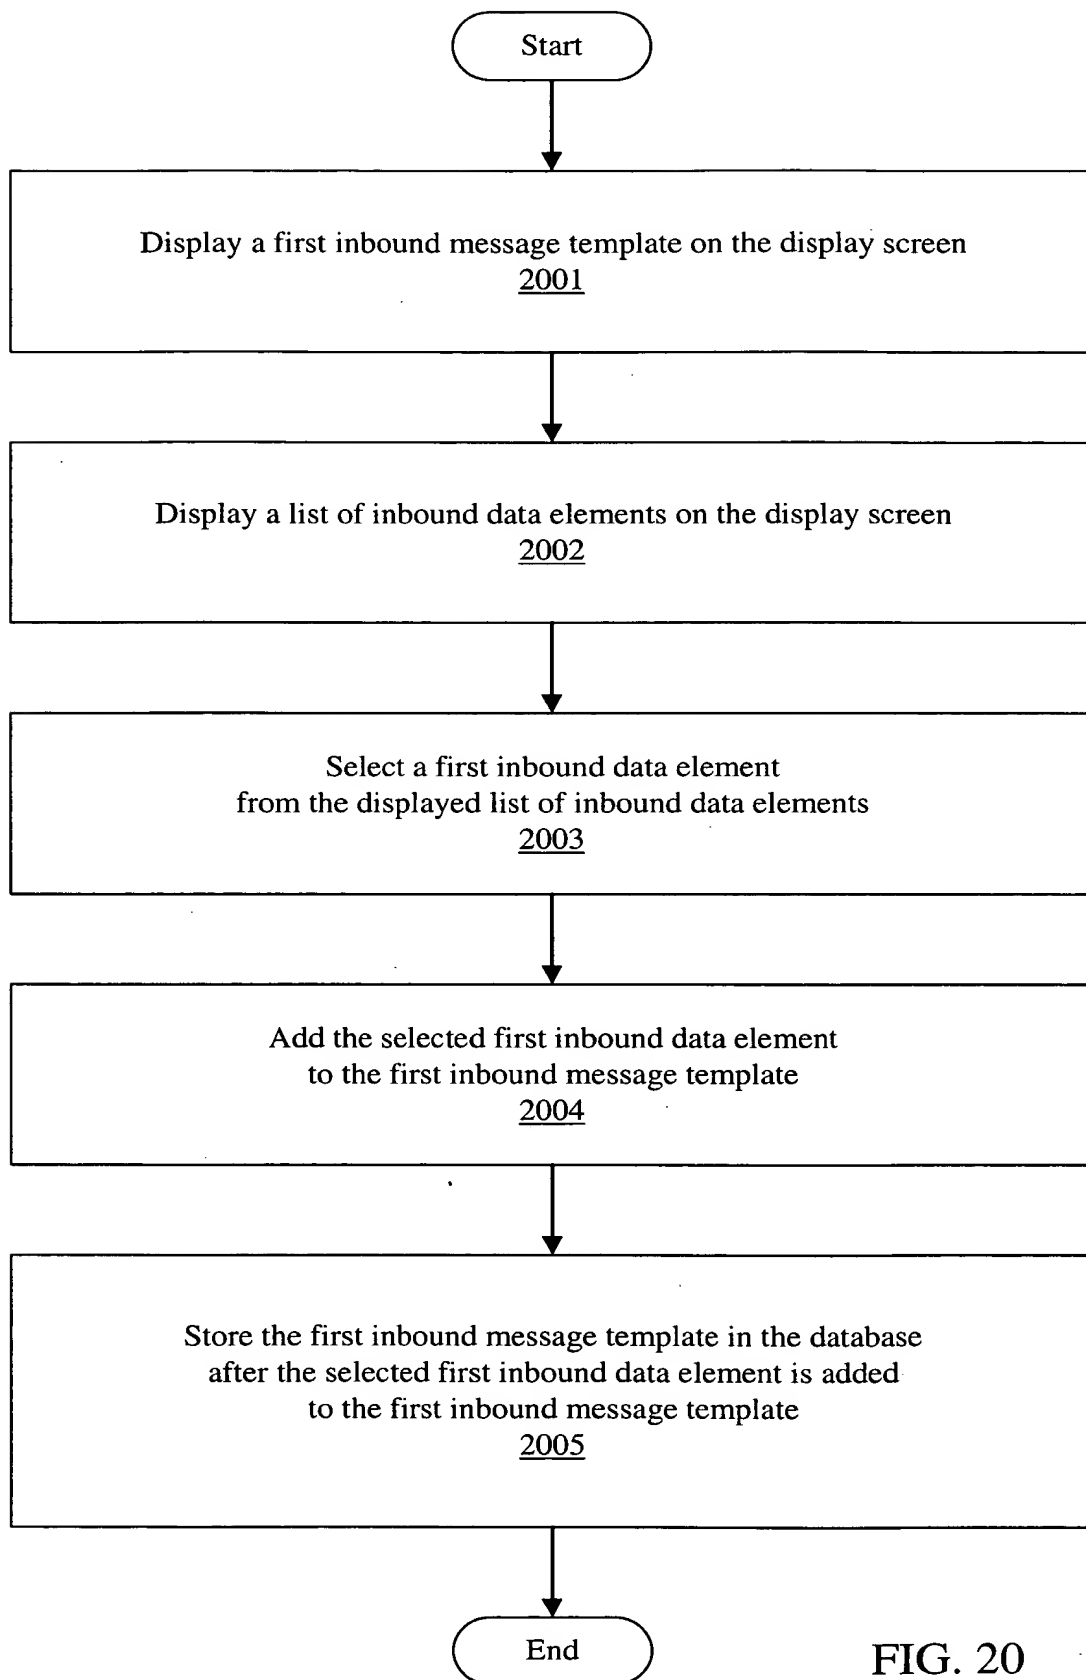 Start
Display a first inbound message template on the display screen
2001
Display a list of inbound data elements on the display screen
2002
Select a first inbound data element
from the displayed list of inbound data elements
2003
Add the selected first inbound data element
to the first inbound message template
2004
Store the first inbound message template in the database
after the selected first inbound data element is added
to the first inbound message template
2005
End
FIG. 20